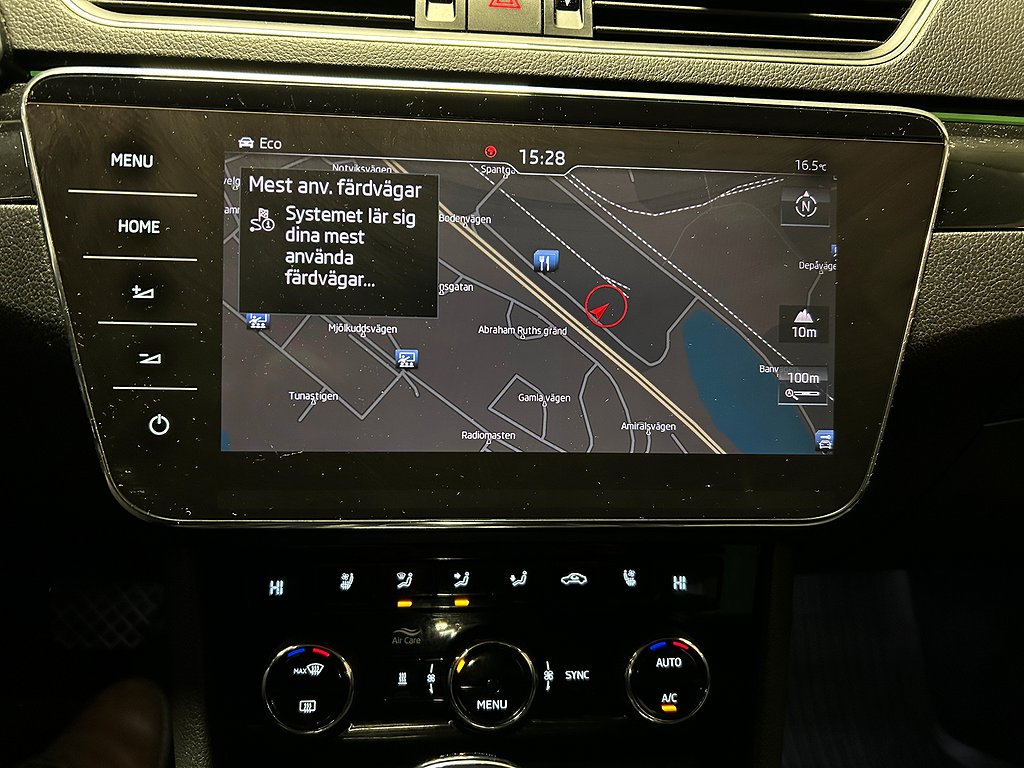 Eco
15:28
16.5°C
MENU
HOME
Mest anv. färdvägar
Systemet lär sig
dina mest
använda
färdvägar...
Notviksvägen
Bodenvägen
Mjölkuddsvägen
Abraham Ruths gränd
Tunastigen
Gamla vägen
Amiralsvägen
Radiomasten
N
10m
100m
HI
HI
Air Care
MAX
MENU
SYNC
AUTO
A/C